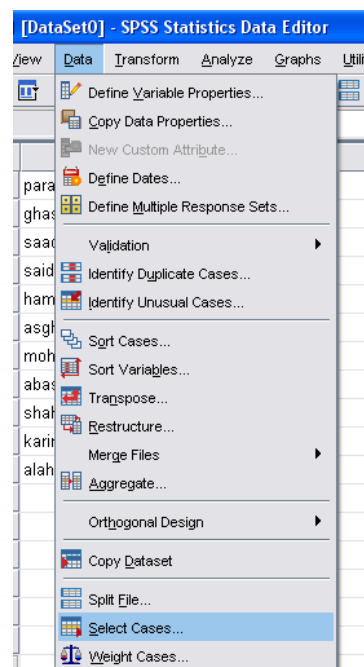 [DataSet0] - SPSS Statistics Data Editor
View Data Transform Analyze Graphs Utili
Define Variable Properties...
Copy Data Properties...
New Custom Attribute...
Define Dates...
Define Multiple Response Sets...
Validation
Identify Duplicate Cases...
Identify Unusual Cases...
Sort Cases...
Sort Variables...
Transpose...
Restructure...
Merge Files
Aggregate...
Orthogonal Design
Copy Dataset
Split File...
Select Cases...
Weight Cases...
para
ghas
saad
said
ham
asgh
moh
abas
shah
karin
alah